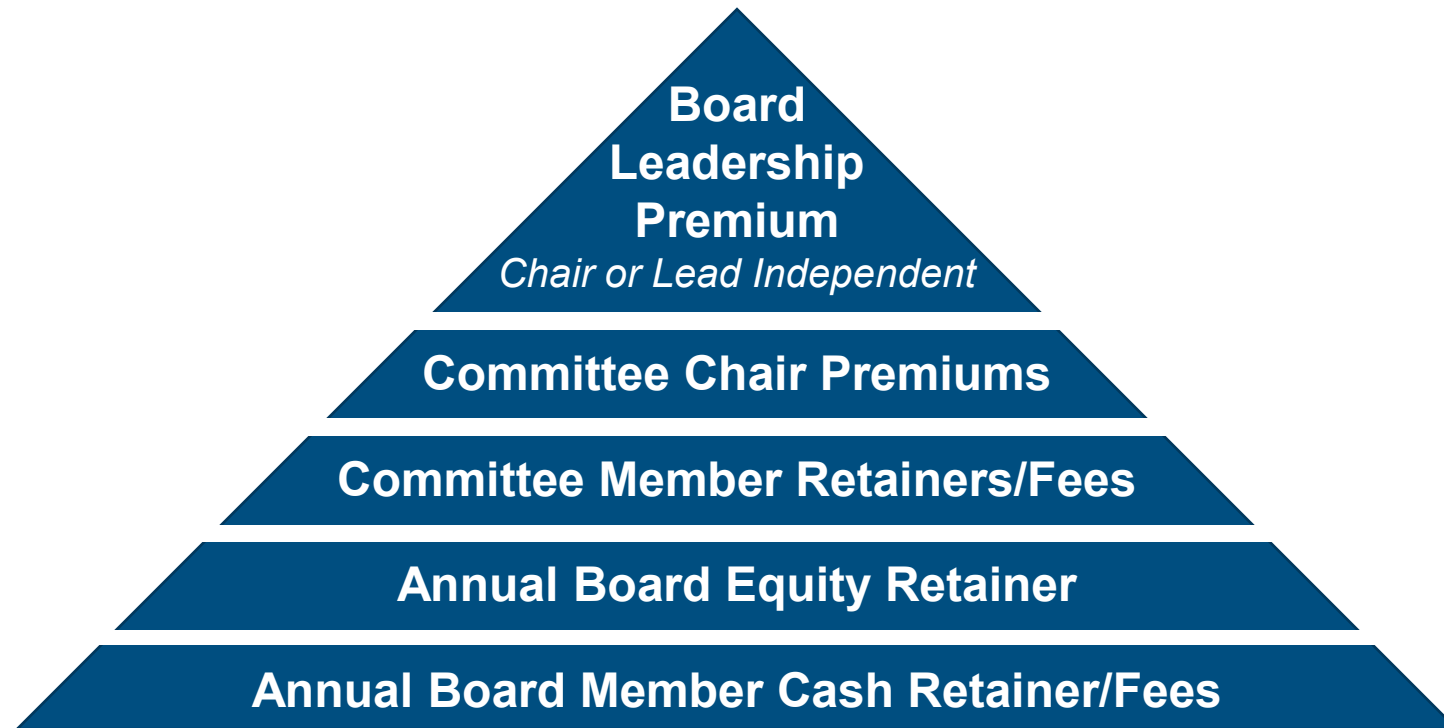 Board
Leadership
Premium
Chair or Lead Independent
Committee Chair Premiums
Committee Member Retainers/Fees
Annual Board Equity Retainer
Annual Board Member Cash Retainer/Fees